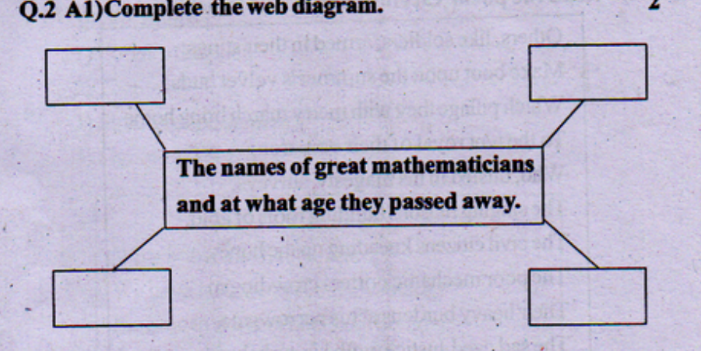 Q.2 A1)Complete the web diagram. 2
The names of great mathematicians
and at what age they passed away.